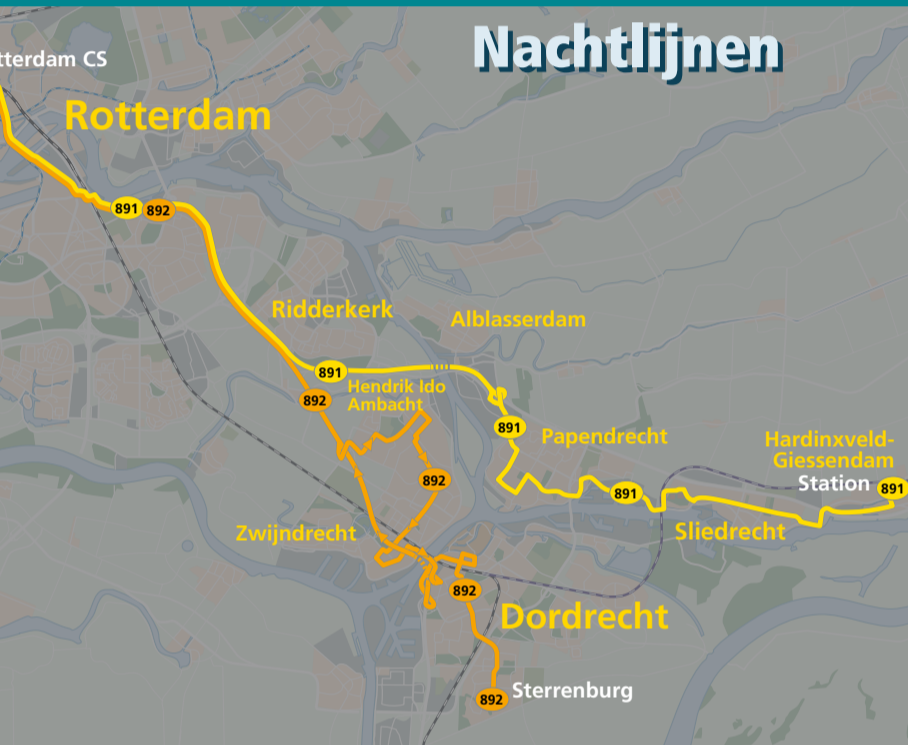 Nachtlijnen
tterdam CS
Rotterdam
891
892
Ridderkerk
Alblasserdam
891
Hendrik Ido
Ambacht
892
891
Papendrecht
Hardinxveld-
Giessendam
Station
891
892
891
Sliedrecht
Zwijndrecht
892
Dordrecht
Sterrenburg
892